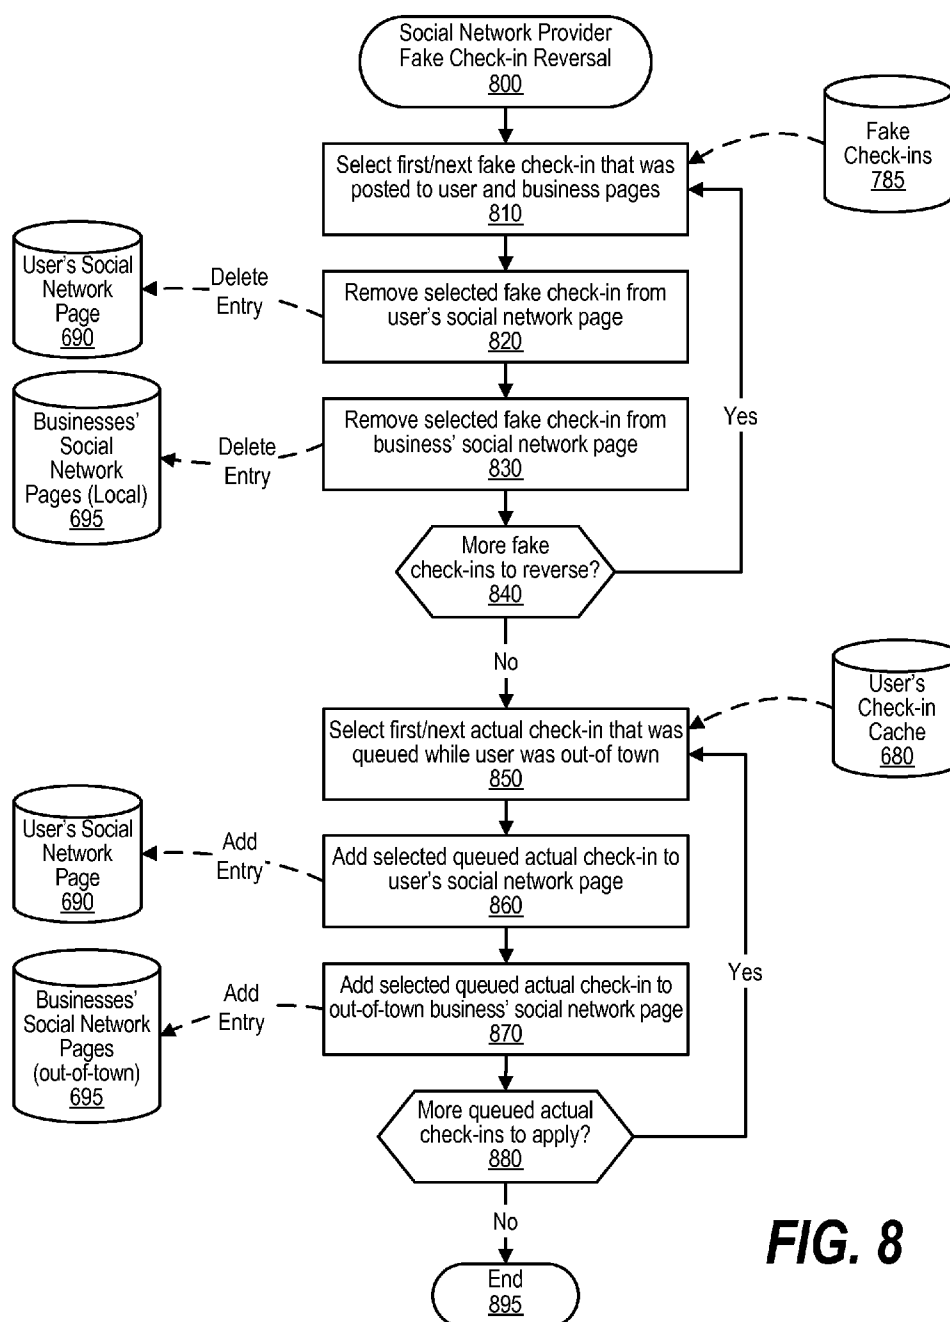 Social Network Provider
Fake Check-in Reversal
800
Fake
Check-ins
785
Select first/next fake check-in that was
posted to user and business pages
810
User's Social
Network
Page
690
Delete
Entry
Remove selected fake check-in from
user's social network page
820
Businesses'
Social
Network
Pages (Local)
695
Delete
Entry
Remove selected fake check-in from
business' social network page
830
Yes
More fake
check-ins to reverse?
840
No
User's
Check-in
Cache
680
Select first/next actual check-in that was
queued while user was out-of town
850
User's Social
Network
Page
690
Add
Entry
Add selected queued actual check-in to
user's social network page
860
Businesses'
Social Network
Pages
(out-of-town)
695
Add
Entry
Add selected queued actual check-in to
out-of-town business' social network page
870
Yes
More queued actual
check-ins to apply?
880
No
End
895
FIG. 8